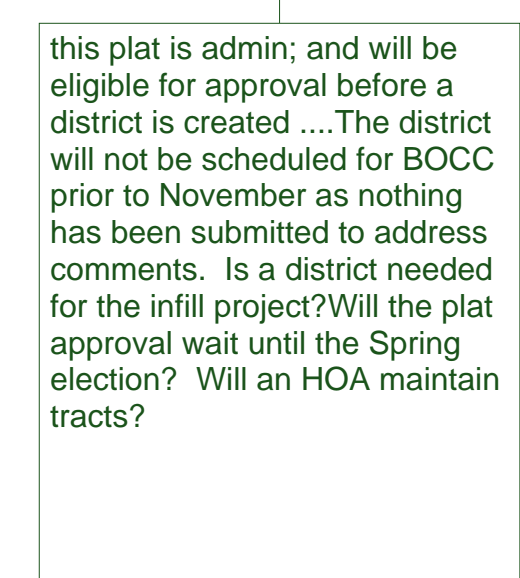 this plat is admin; and will be
eligible for approval before a
district is created ....The district
will not be scheduled for BOCC
prior to November as nothing
has been submitted to address
comments.  Is a district needed
for the infill project?Will the plat
approval wait until the Spring
election?  Will an HOA maintain
tracts?